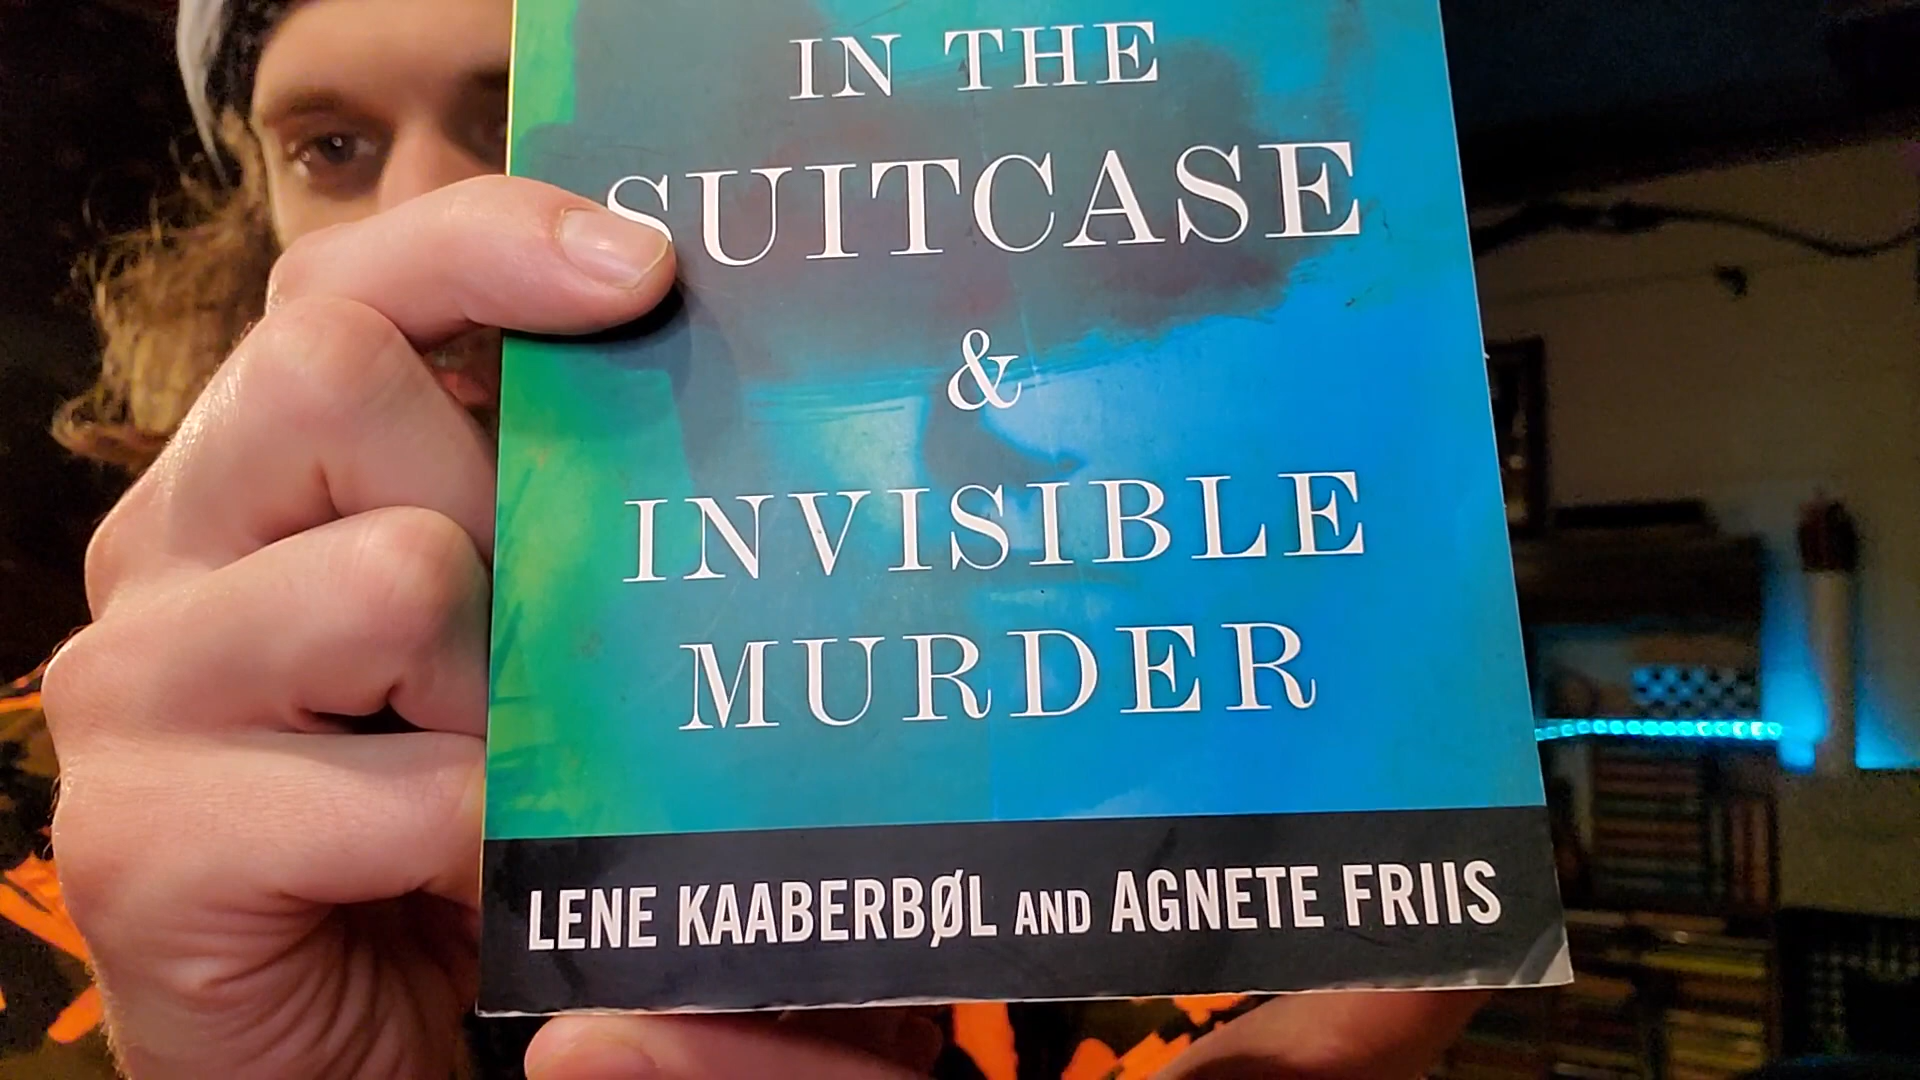 IN THE
SUITCASE
&
INVISIBLE
MURDER
LENE KAABERBØL AND AGNETE FRIIS